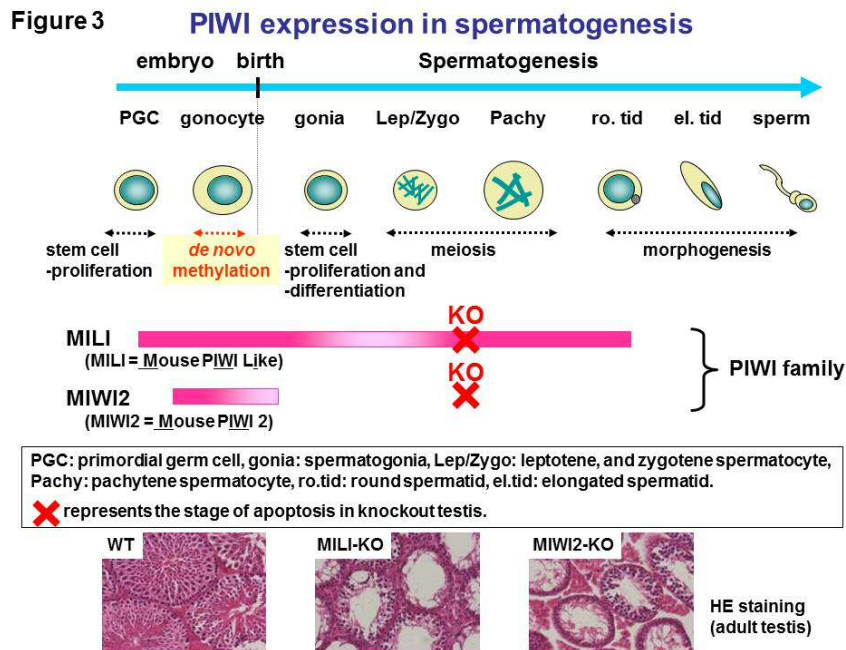 Figure 3
PIWI expression in spermatogenesis
embryo birth Spermatogenesis
PGC gonocyte gonia Lep/Zygo Pachy ro. tid el. tid sperm
stem cell
-proliferation
de novo
methylation
stem cell
-proliferation and
-differentiation
meiosis
morphogenesis
KO
MILI
(MILI = Mouse PIWI Like)
KO
MIWI2
(MIWI2 = Mouse PIWI 2)
PIWI family
PGC: primordial germ cell, gonia: spermatogonia, Lep/Zygo: leptotene, and zygotene spermatocyte,
Pachy: pachytene spermatocyte, ro.tid: round spermatid, el.tid: elongated spermatid.
represents the stage of apoptosis in knockout testis.
WT MILI-KO MIWI2-KO
HE staining
(adult testis)